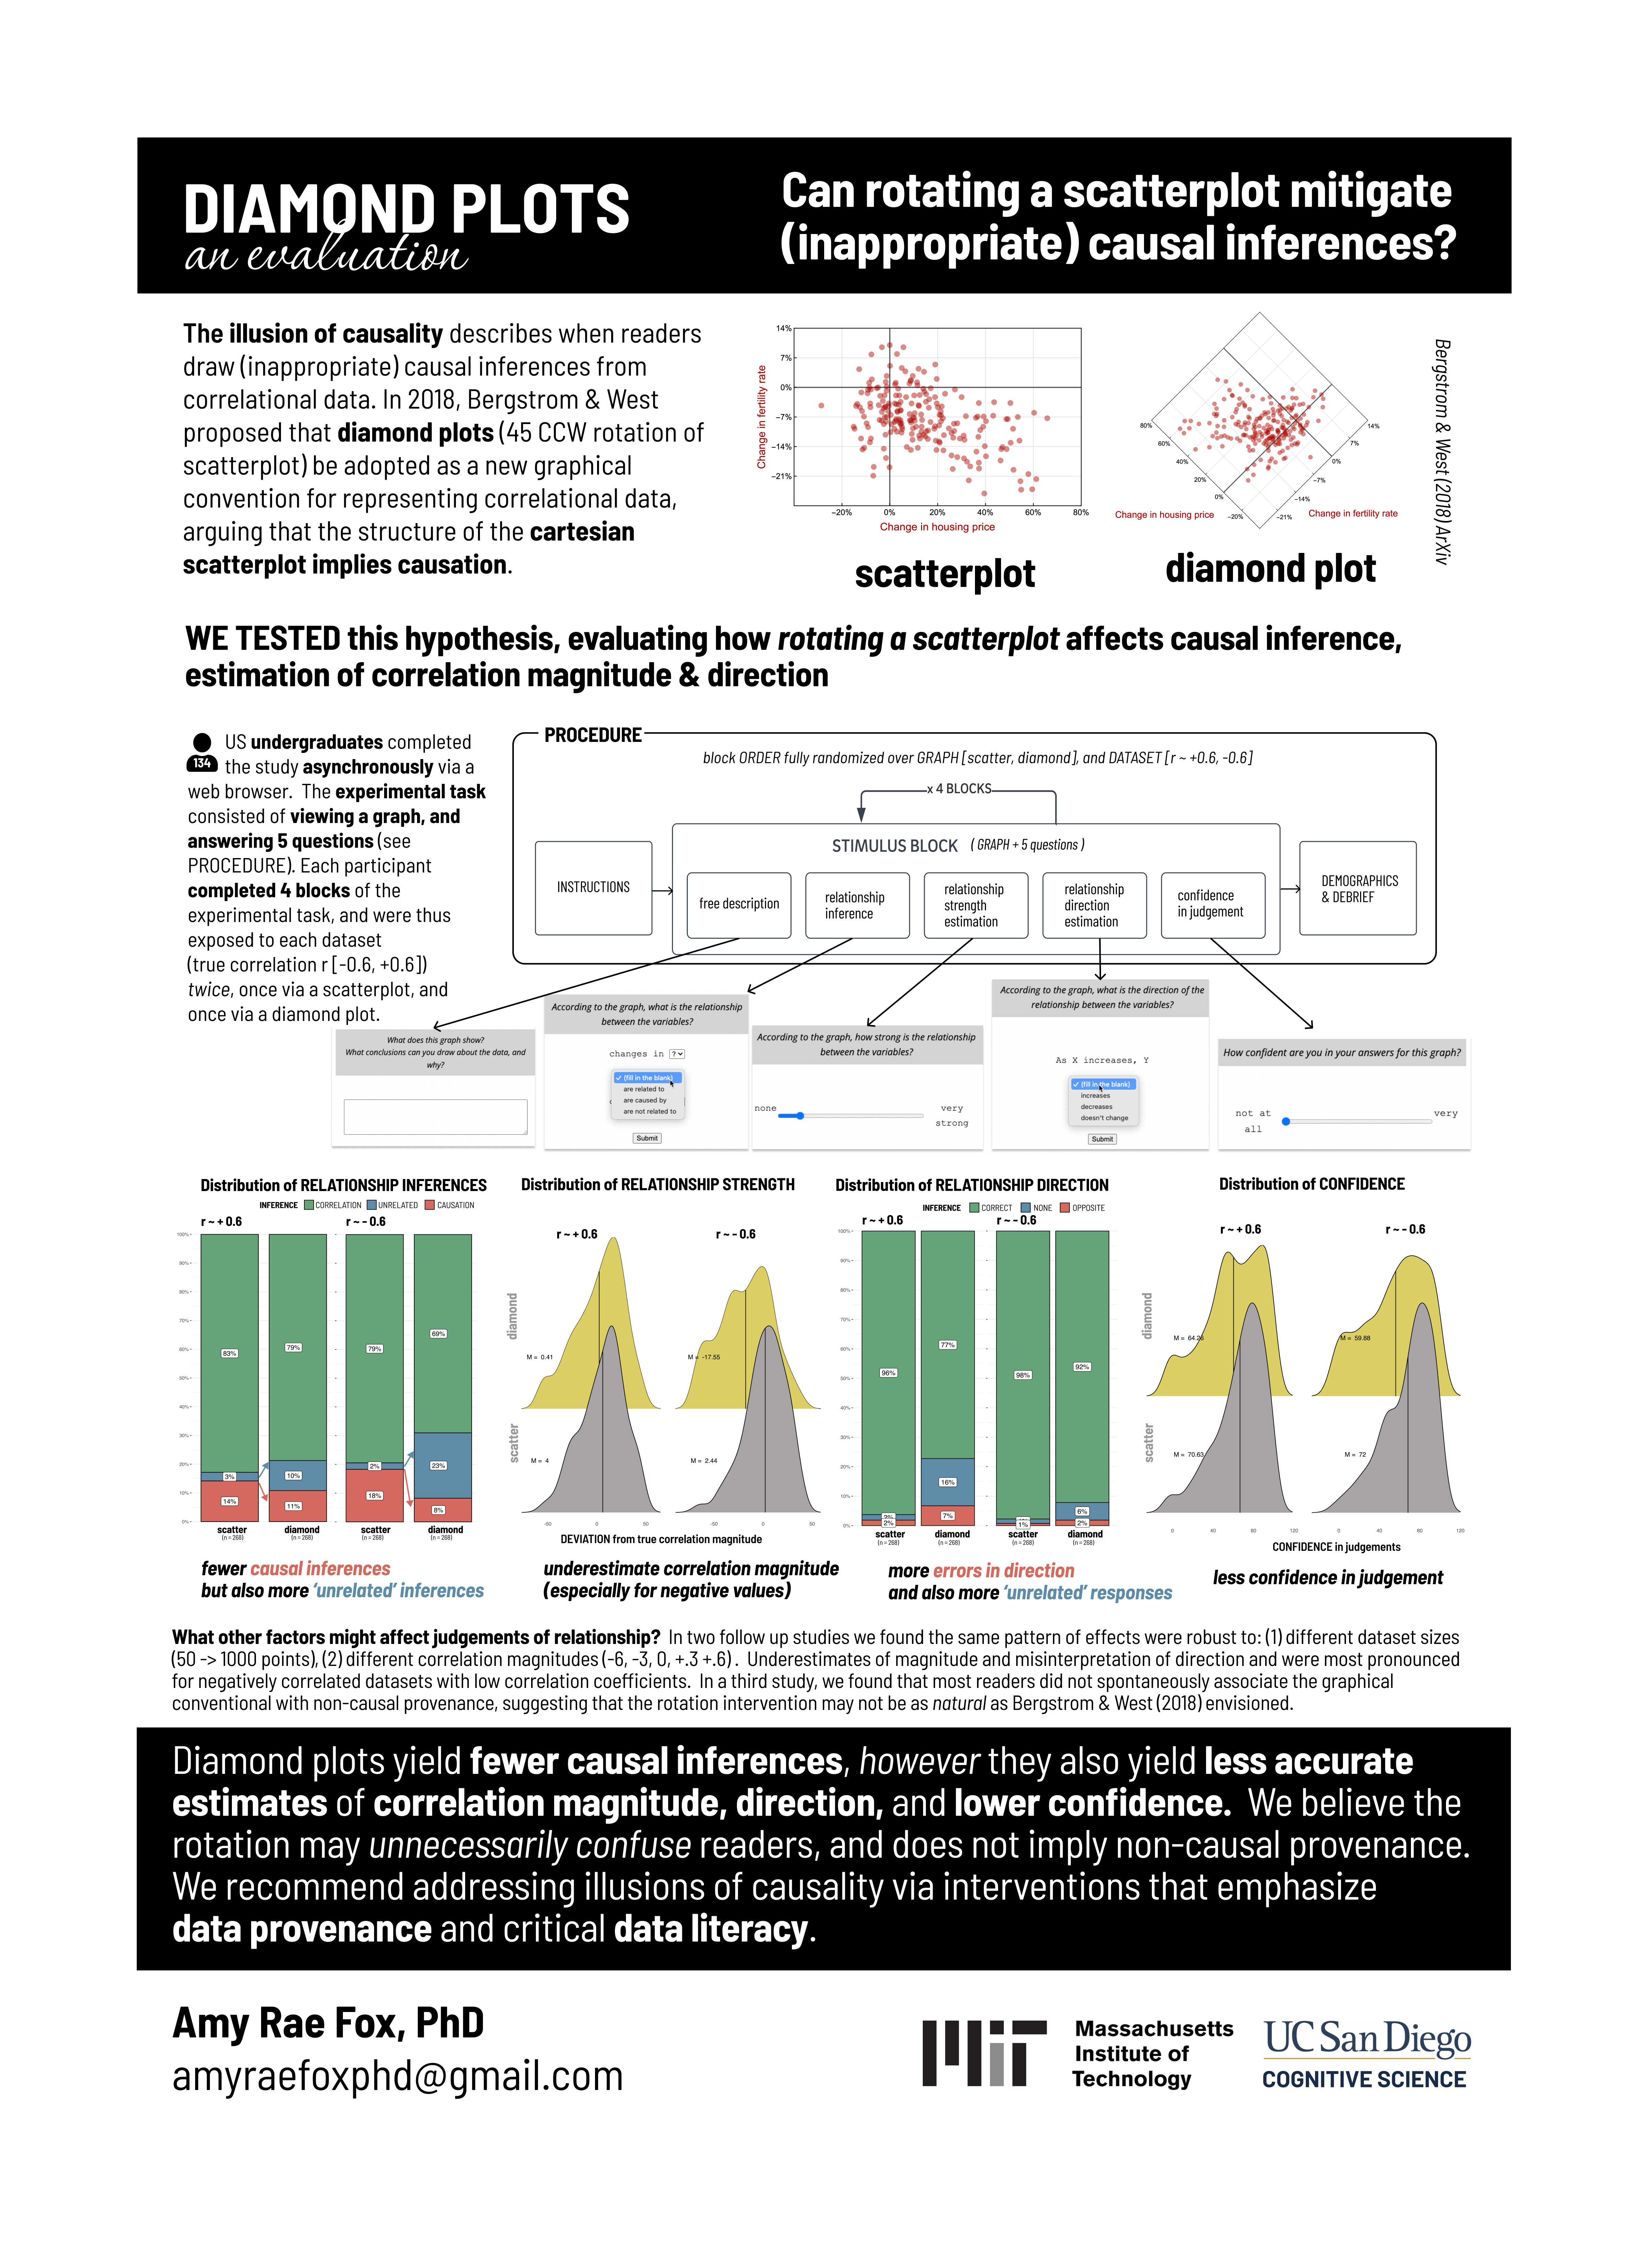 DIAMOND PLOTS
an evaluation
Can rotating a scatterplot mitigate
(inappropriate) causal inferences?
The illusion of causality describes when readers
draw (inappropriate) causal inferences from
correlational data. In 2018, Bergstrom & West
proposed that diamond plots (45 CCW rotation of
scatterplot) be adopted as a new graphical
convention for representing correlational data,
arguing that the structure of the cartesian
scatterplot implies causation.
14%
7%
0%
−7%
−14%
−21%
Change in fertility rate
−20% 0% 20% 40% 60% 80%
Change in housing price
scatterplot
80%
60%
40%
20%
0%
−20%
14%
7%
0%
−7%
−14%
−21%
Change in housing price
Change in fertility rate
diamond plot
Bergstrom & West (2018) ArXiv
WE TESTED this hypothesis, evaluating how rotating a scatterplot affects causal inference,
estimation of correlation magnitude & direction
134
US undergraduates completed
the study asynchronously via a
web browser. The experimental task
consisted of viewing a graph, and
answering 5 questions (see
PROCEDURE). Each participant
completed 4 blocks of the
experimental task, and were thus
exposed to each dataset
(true correlation r [-0.6, +0.6])
twice, once via a scatterplot, and
once via a diamond plot.
PROCEDURE
block ORDER fully randomized over GRAPH [scatter, diamond], and DATASET [r ~ +0.6, -0.6]
x 4 BLOCKS
STIMULUS BLOCK ( GRAPH + 5 questions )
INSTRUCTIONS
free description
relationship
inference
relationship
strength
estimation
relationship
direction
estimation
confidence
in judgement
DEMOGRAPHICS
& DEBRIEF
What does this graph show?
What conclusions can you draw about the data, and
why?
According to the graph, what is the relationship
between the variables?
changes in ?
✓ (fill in the blank)
are related to
are caused by
are not related to
Submit
According to the graph, how strong is the relationship
between the variables?
none
very
strong
According to the graph, what is the direction of the
relationship between the variables?
As X increases, Y
✓ (fill in the blank)
increases
decreases
doesn't change
Submit
How confident are you in your answers for this graph?
not at
all
very
Distribution of RELATIONSHIP INFERENCES
INFERENCE CORRELATION UNRELATED CAUSATION
r ~ + 0.6 r ~ - 0.6
100%
90%
80%
70%
60%
50%
40%
30%
20%
10%
0%
83%
3%
14%
79%
10%
11%
79%
2%
18%
69%
23%
8%
scatter diamond scatter diamond
(n = 268) (n = 268) (n = 268) (n = 268)
fewer causal inferences
but also more ‘unrelated’ inferences
Distribution of RELATIONSHIP STRENGTH
r ~ + 0.6 r ~ - 0.6
diamond
scatter
M = 0.41
M = -17.55
M = 4
M = 2.44
-50 0 50 -50 0 50
DEVIATION from true correlation magnitude
underestimate correlation magnitude
(especially for negative values)
Distribution of RELATIONSHIP DIRECTION
INFERENCE CORRECT NONE OPPOSITE
r ~ + 0.6 r ~ - 0.6
100%
90%
80%
70%
60%
50%
40%
30%
20%
10%
0%
96%
2%
77%
16%
7%
98%
1%
92%
6%
2%
scatter diamond scatter diamond
(n = 268) (n = 268) (n = 268) (n = 268)
more errors in direction
and also more ‘unrelated’ responses
Distribution of CONFIDENCE
r ~ + 0.6 r ~ - 0.6
diamond
scatter
M = 64.26
M = 59.88
M = 70.63
M = 72
0 40 80 120 0 40 80 120
CONFIDENCE in judgements
less confidence in judgement
What other factors might affect judgements of relationship? In two follow up studies we found the same pattern of effects were robust to: (1) different dataset sizes
(50 -> 1000 points), (2) different correlation magnitudes (-6, -3, 0, +.3 +.6) . Underestimates of magnitude and misinterpretation of direction and were most pronounced
for negatively correlated datasets with low correlation coefficients. In a third study, we found that most readers did not spontaneously associate the graphical
conventional with non-causal provenance, suggesting that the rotation intervention may not be as natural as Bergstrom & West (2018) envisioned.
Diamond plots yield fewer causal inferences, however they also yield less accurate
estimates of correlation magnitude, direction, and lower confidence. We believe the
rotation may unnecessarily confuse readers, and does not imply non-causal provenance.
We recommend addressing illusions of causality via interventions that emphasize
data provenance and critical data literacy.
Amy Rae Fox, PhD
amyraefoxphd@gmail.com
MIT
Massachusetts
Institute of
Technology
UC San Diego
COGNITIVE SCIENCE